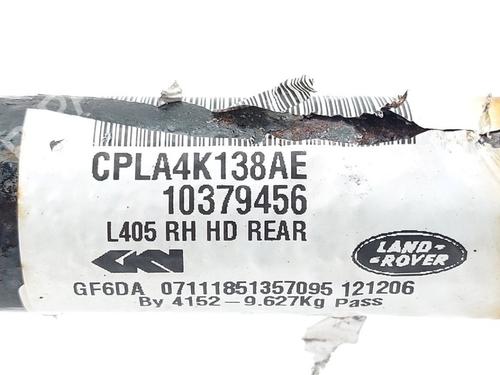 CPLA4K138AE
10379456
L405 RH HD REAR
GKN
LAND-
ROVER
GF6DA 07111851357095 121206
By 4152-9.627Kg Pass